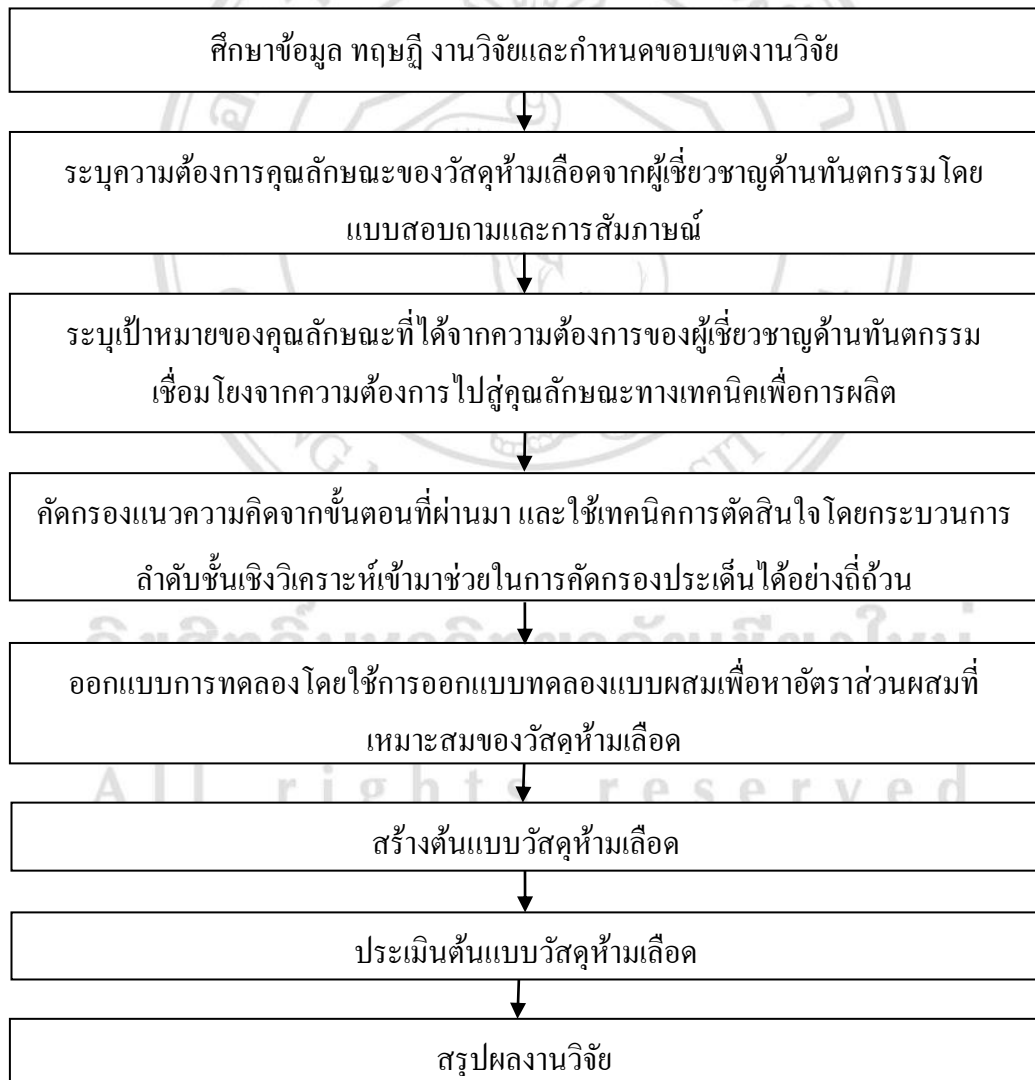 ศึกษาข้อมูล ทฤษฎี งานวิจัยและกำหนดขอบเขตงานวิจัย
ระบุความต้องการคุณลักษณะของวัสดุห้ามเลือดจากผู้เชี่ยวชาญด้านทันตกรรมโดย
แบบสอบถามและการสัมภาษณ์
ระบุเป้าหมายของคุณลักษณะที่ได้จากความต้องการของผู้เชี่ยวชาญด้านทันตกรรม
เชื่อมโยงจากความต้องการไปสู่คุณลักษณะทางเทคนิคเพื่อการผลิต
คัดกรองแนวความคิดจากขั้นตอนที่ผ่านมา และใช้เทคนิคการตัดสินใจโดยกระบวนการ
ลำดับชั้นเชิงวิเคราะห์เข้ามาช่วยในการคัดกรองประเด็นได้อย่างถี่ถ้วน
ออกแบบการทดลองโดยใช้การออกแบบทดลองแบบผสมเพื่อหาอัตราส่วนผสมที่
เหมาะสมของวัสดุห้ามเลือด
All rights reserved
สร้างต้นแบบวัสดุห้ามเลือด
ประเมินต้นแบบวัสดุห้ามเลือด
สรุปผลงานวิจัย